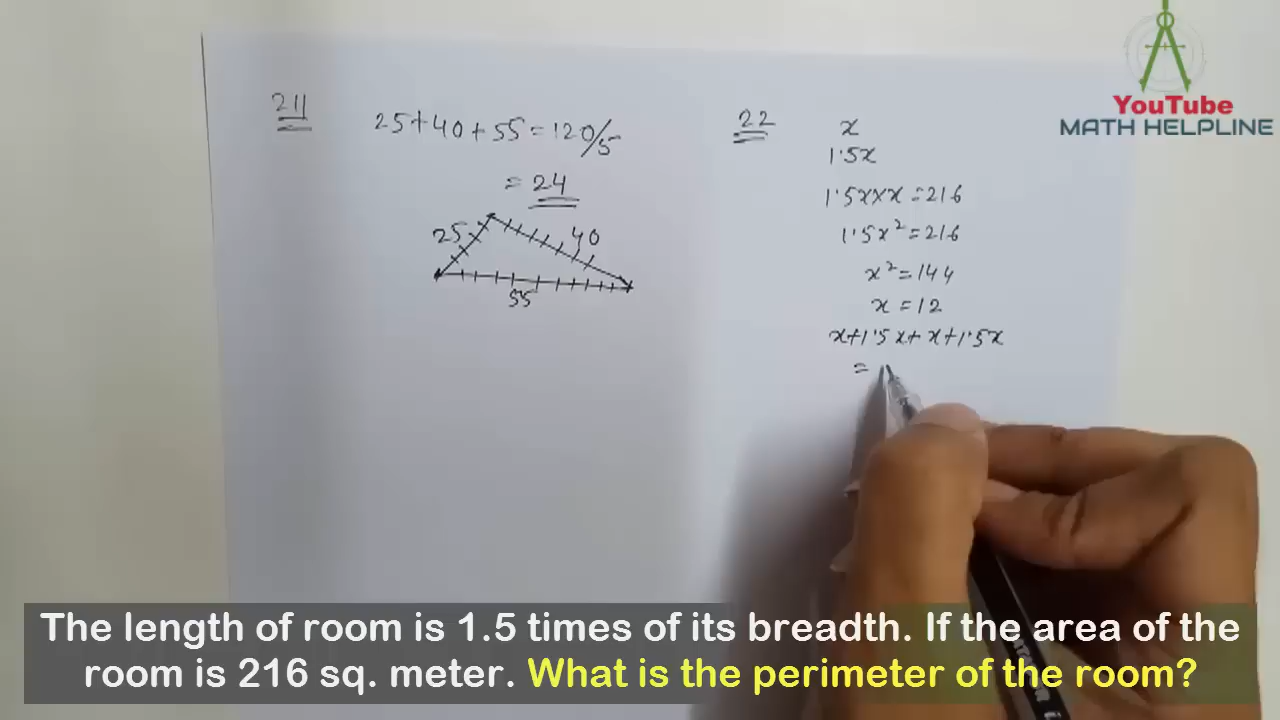 YouTube
MATH HELPLINE
211
25+40+55=120/5
=24
25
40
55
22
x
1.5x
1.5x×x=216
1.5x²=216
x²=144
x=12
x+1.5x+x+1.5x
=
The length of room is 1.5 times of its breadth. If the area of the
room is 216 sq. meter. What is the perimeter of the room?